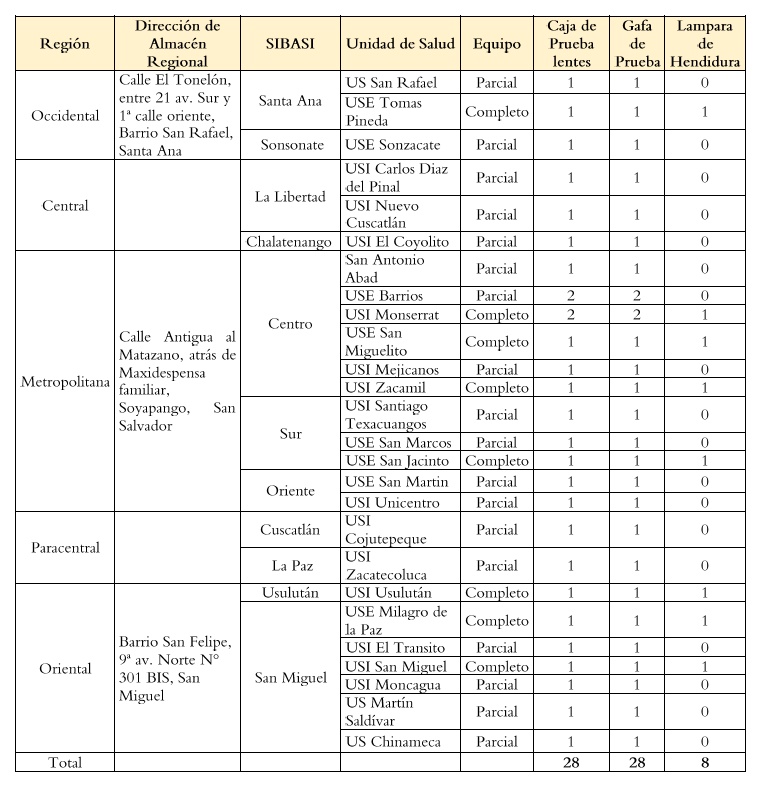 Región | Dirección de Almacén Regional | SIBASI | Unidad de Salud | Equipo | Caja de Prueba lentes | Gafa de Prueba | Lampara de Hendidura
Occidental | Calle El Tonelón, entre 21 av. Sur y 1ª calle oriente, Barrio San Rafael, Santa Ana | Santa Ana | US San Rafael | Parcial | 1 | 1 | 0
USE Tomas Pineda | Completo | 1 | 1 | 1
Sonsonate | USE Sonzacate | Parcial | 1 | 1 | 0
Central | La Libertad | USI Carlos Diaz del Pinal | Parcial | 1 | 1 | 0
USI Nuevo Cuscatlán | Parcial | 1 | 1 | 0
Chalatenango | USI El Coyolito | Parcial | 1 | 1 | 0
Metropolitana | Calle Antigua al Matazano, atrás de Maxidespensa familiar, Soyapango, San Salvador | Centro | San Antonio Abad | Parcial | 1 | 1 | 0
USE Barrios | Parcial | 2 | 2 | 0
USI Monserrat | Completo | 2 | 2 | 1
USE San Miguelito | Completo | 1 | 1 | 1
USI Mejicanos | Parcial | 1 | 1 | 0
USI Zacamil | Completo | 1 | 1 | 1
Sur | USI Santiago Texacuangos | Parcial | 1 | 1 | 0
USE San Marcos | Parcial | 1 | 1 | 0
USE San Jacinto | Completo | 1 | 1 | 1
Oriente | USE San Martin | Parcial | 1 | 1 | 0
USI Unicentro | Parcial | 1 | 1 | 0
Paracentral | Cuscatlán | USI Cojutepeque | Parcial | 1 | 1 | 0
La Paz | USI Zacatecoluca | Parcial | 1 | 1 | 0
Oriental | Barrio San Felipe, 9ª av. Norte N° 301 BIS, San Miguel | Usulután | USI Usulután | Completo | 1 | 1 | 1
San Miguel | USE Milagro de la Paz | Completo | 1 | 1 | 1
USI El Transito | Parcial | 1 | 1 | 0
USI San Miguel | Completo | 1 | 1 | 1
USI Moncagua | Parcial | 1 | 1 | 0
US Martín Saldívar | Parcial | 1 | 1 | 0
US Chinameca | Parcial | 1 | 1 | 0
Total | 28 | 28 | 8